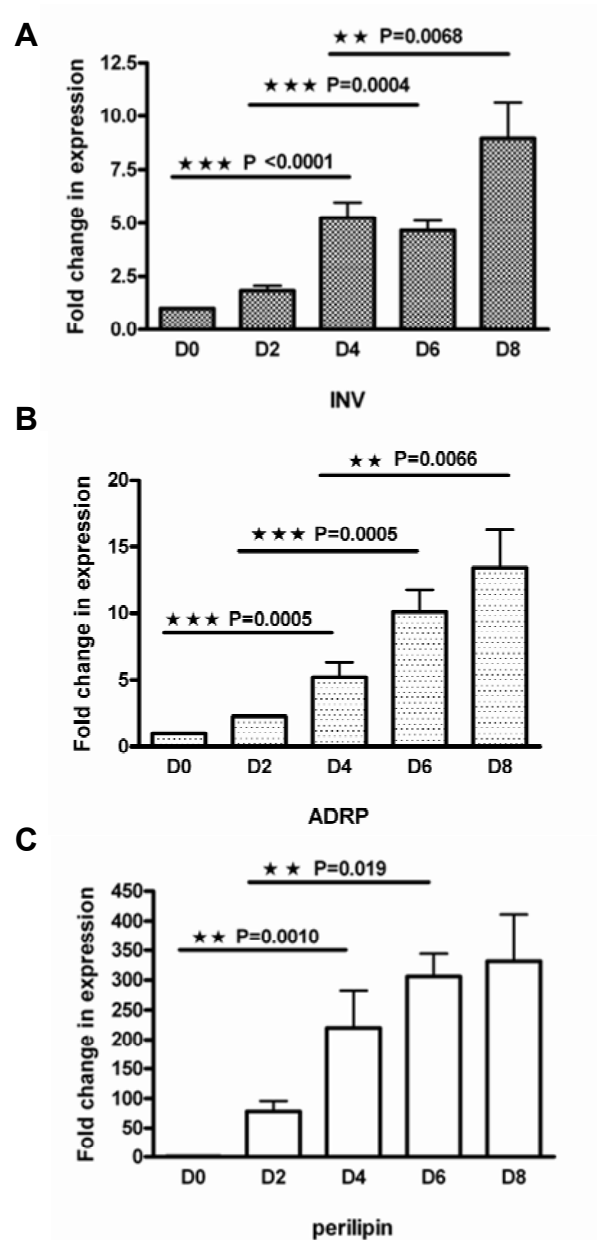 A
★★ P=0.0068
12.5
★★★ P=0.0004
10.0
7.5
★★★ P <0.0001
5.0
2.5
0.0
Fold change in expression
D0 D2 D4 D6 D8
INV
B
★★ P=0.0066
20
★★★ P=0.0005
15
10
★★★ P=0.0005
5
0
Fold change in expression
D0 D2 D4 D6 D8
ADRP
C
★★ P=0.019
450
400
★★ P=0.0010
350
300
250
200
150
100
50
0
Fold change in expression
D0 D2 D4 D6 D8
perilipin